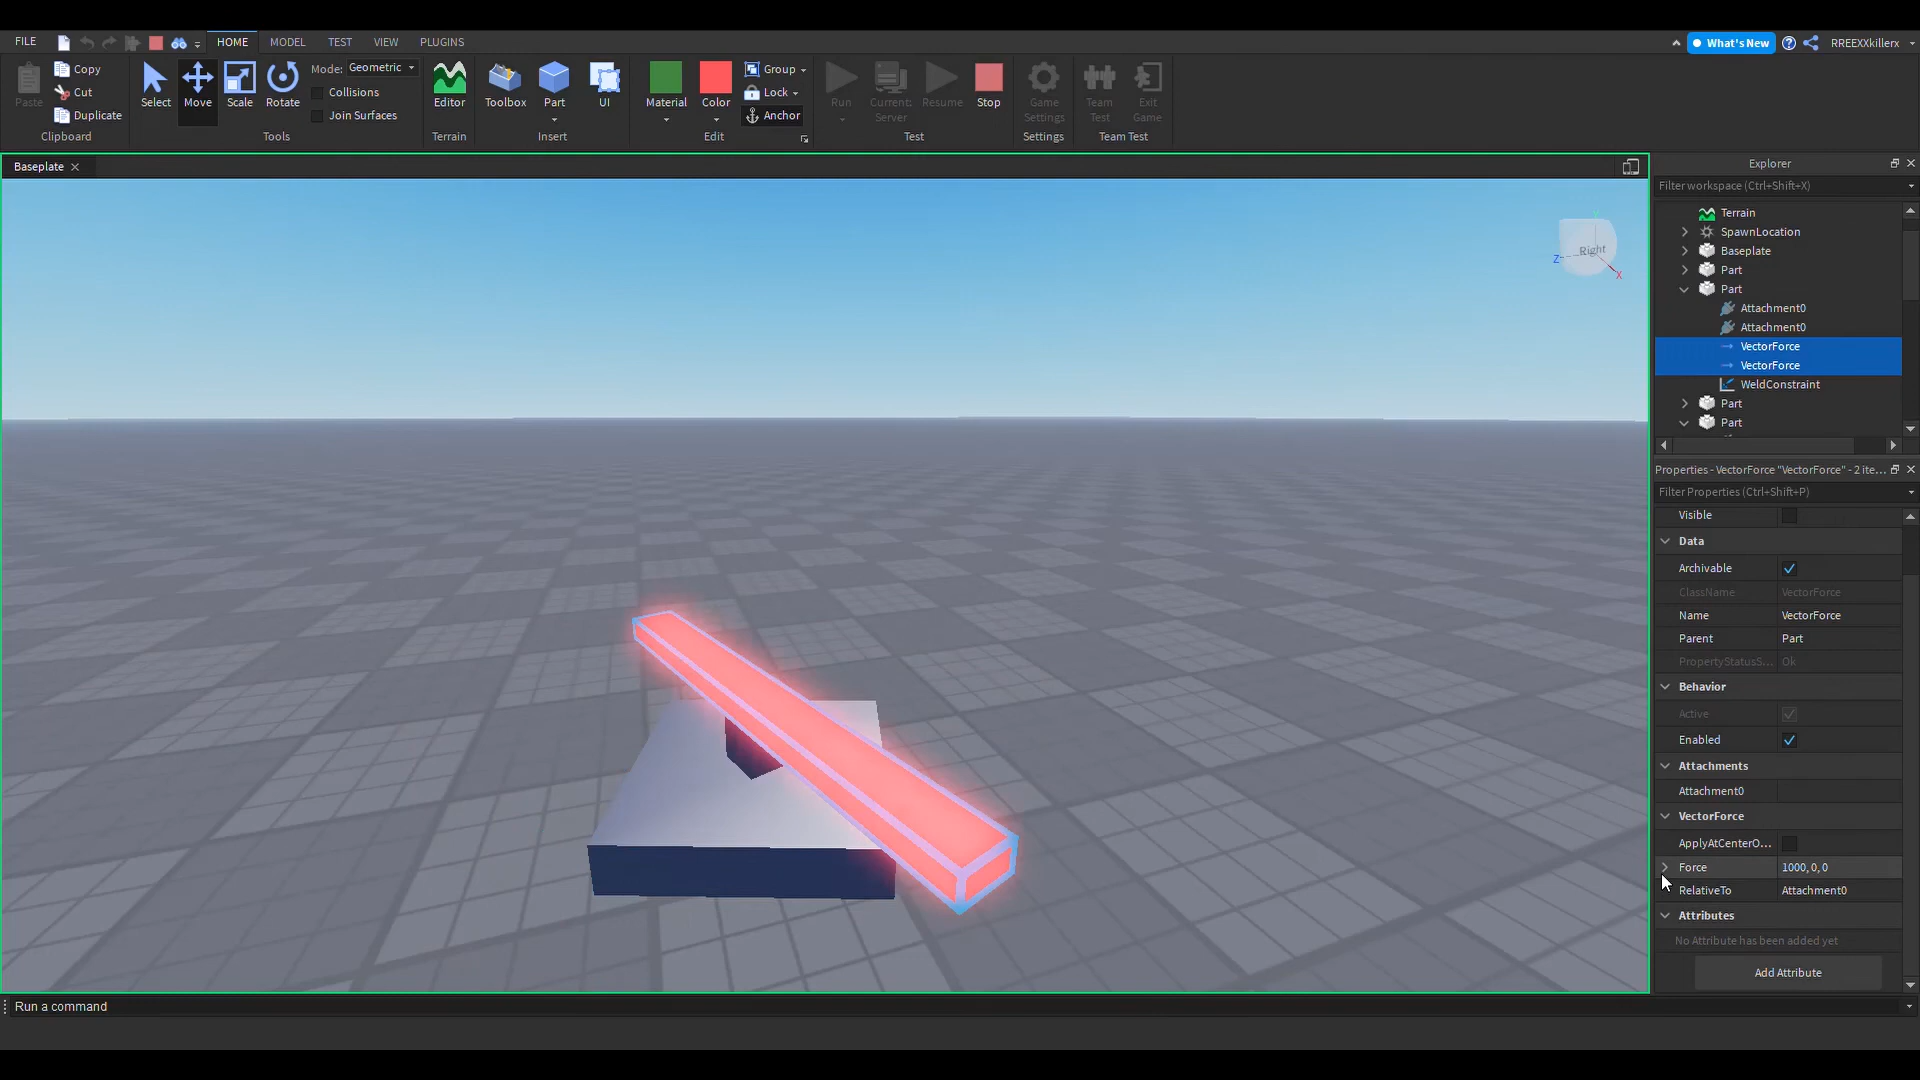 FILE
HOME
MODEL
TEST
VIEW
PLUGINS
What's New
RREEXXkillerx
Paste
Copy
Cut
Duplicate
Clipboard
Select
Move
Scale
Rotate
Mode: Geometric
Collisions
Join Surfaces
Tools
Editor
Terrain
Toolbox
Part
UI
Insert
Material
Color
Group
Lock
Anchor
Edit
Run
Current: Server
Resume
Stop
Test
Game Settings
Settings
Team Test
Exit Game
Team Test
Baseplate
Right
Z
X
Explorer
Filter workspace (Ctrl+Shift+X)
Terrain
SpawnLocation
Baseplate
Part
Part
Attachment0
Attachment0
VectorForce
VectorForce
WeldConstraint
Part
Part
Properties - VectorForce "VectorForce" - 2 ite...
Filter Properties (Ctrl+Shift+P)
Visible
Data
Archivable
ClassName VectorForce
Name VectorForce
Parent Part
PropertyStatusS... Ok
Behavior
Active
Enabled
Attachments
Attachment0
VectorForce
ApplyAtCenterO...
Force 1000, 0, 0
RelativeTo Attachment0
Attributes
No Attribute has been added yet
Add Attribute
Run a command